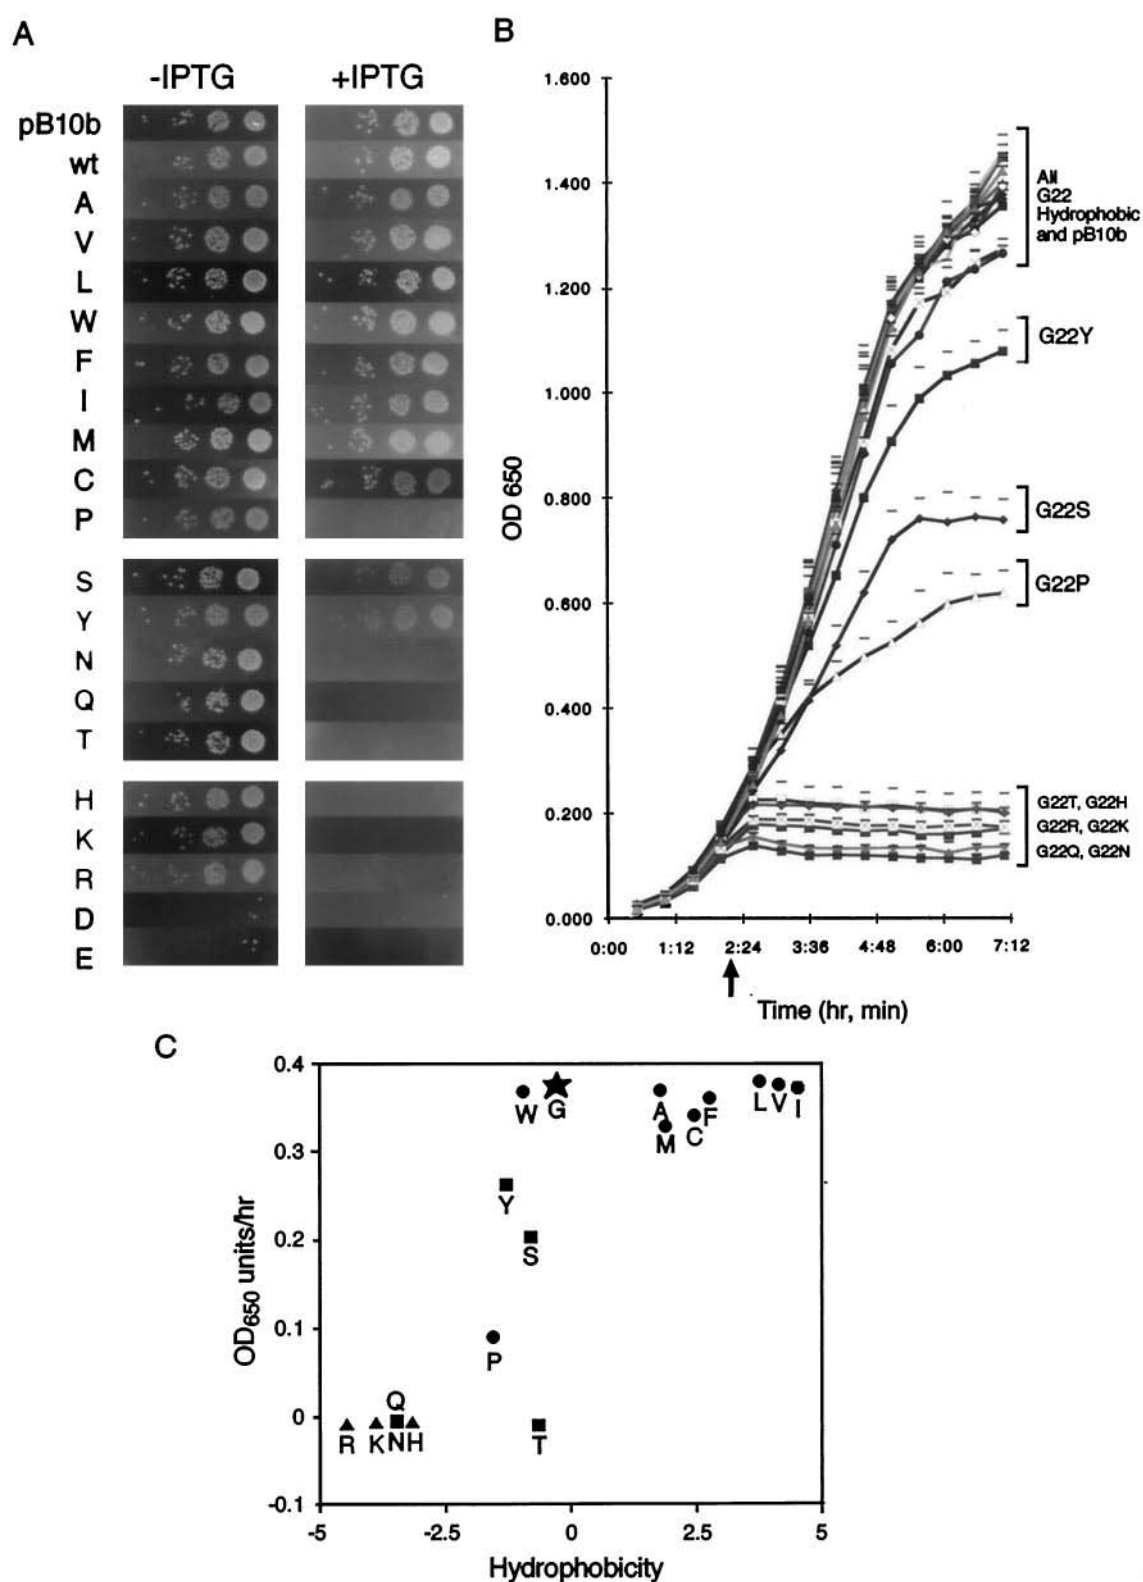 A
-IPTG +IPTG
pB10b
wt
A
V
L
W
F
I
M
C
P
S
Y
N
Q
T
H
K
R
D
E
B
1.600
1.400
1.200
1.000
0.800
0.600
0.400
0.200
0.000
OD 650
0:00 1:12 2:24 3:36 4:48 6:00 7:12
Time (hr, min)
All
G22
Hydrophobic
and pB10b
G22Y
G22S
G22P
G22T, G22H
G22R, G22K
G22Q, G22N
C
0.4
0.3
0.2
0.1
0
-0.1
OD650 units/hr
W G A M C F L V I
Y
S
P
Q
R K N H T
-5 -2.5 0 2.5 5
Hydrophobicity